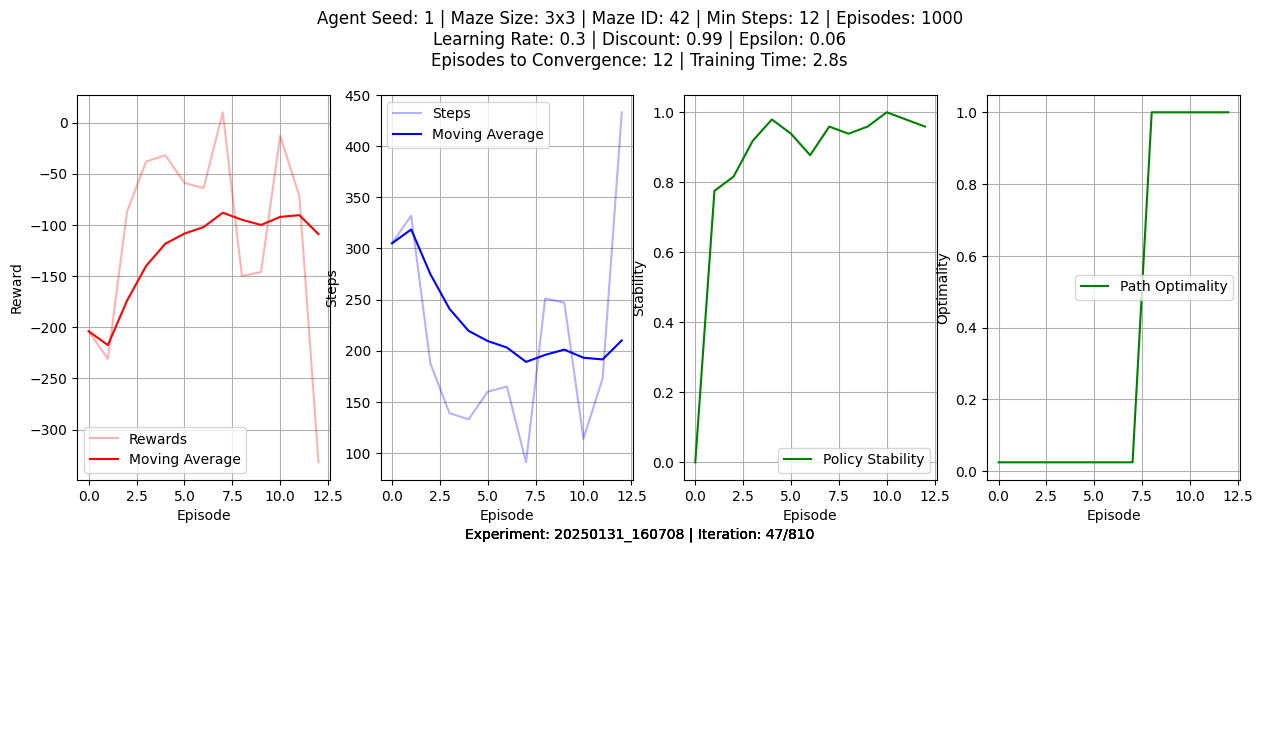 Agent Seed: 1 | Maze Size: 3x3 | Maze ID: 42 | Min Steps: 12 | Episodes: 1000
Learning Rate: 0.3 | Discount: 0.99 | Epsilon: 0.06
Episodes to Convergence: 12 | Training Time: 2.8s
Reward
0
−50
−100
−150
−200
−250
−300
Rewards
Moving Average
0.0 2.5 5.0 7.5 10.0 12.5
Episode
Steps
450
400
350
300
250
200
150
100
Steps
Moving Average
0.0 2.5 5.0 7.5 10.0 12.5
Episode
Stability
1.0
0.8
0.6
0.4
0.2
0.0
Policy Stability
0.0 2.5 5.0 7.5 10.0 12.5
Episode
Optimality
1.0
0.8
0.6
0.4
0.2
0.0
Path Optimality
0.0 2.5 5.0 7.5 10.0 12.5
Episode
Experiment: 20250131_160708 | Iteration: 47/810